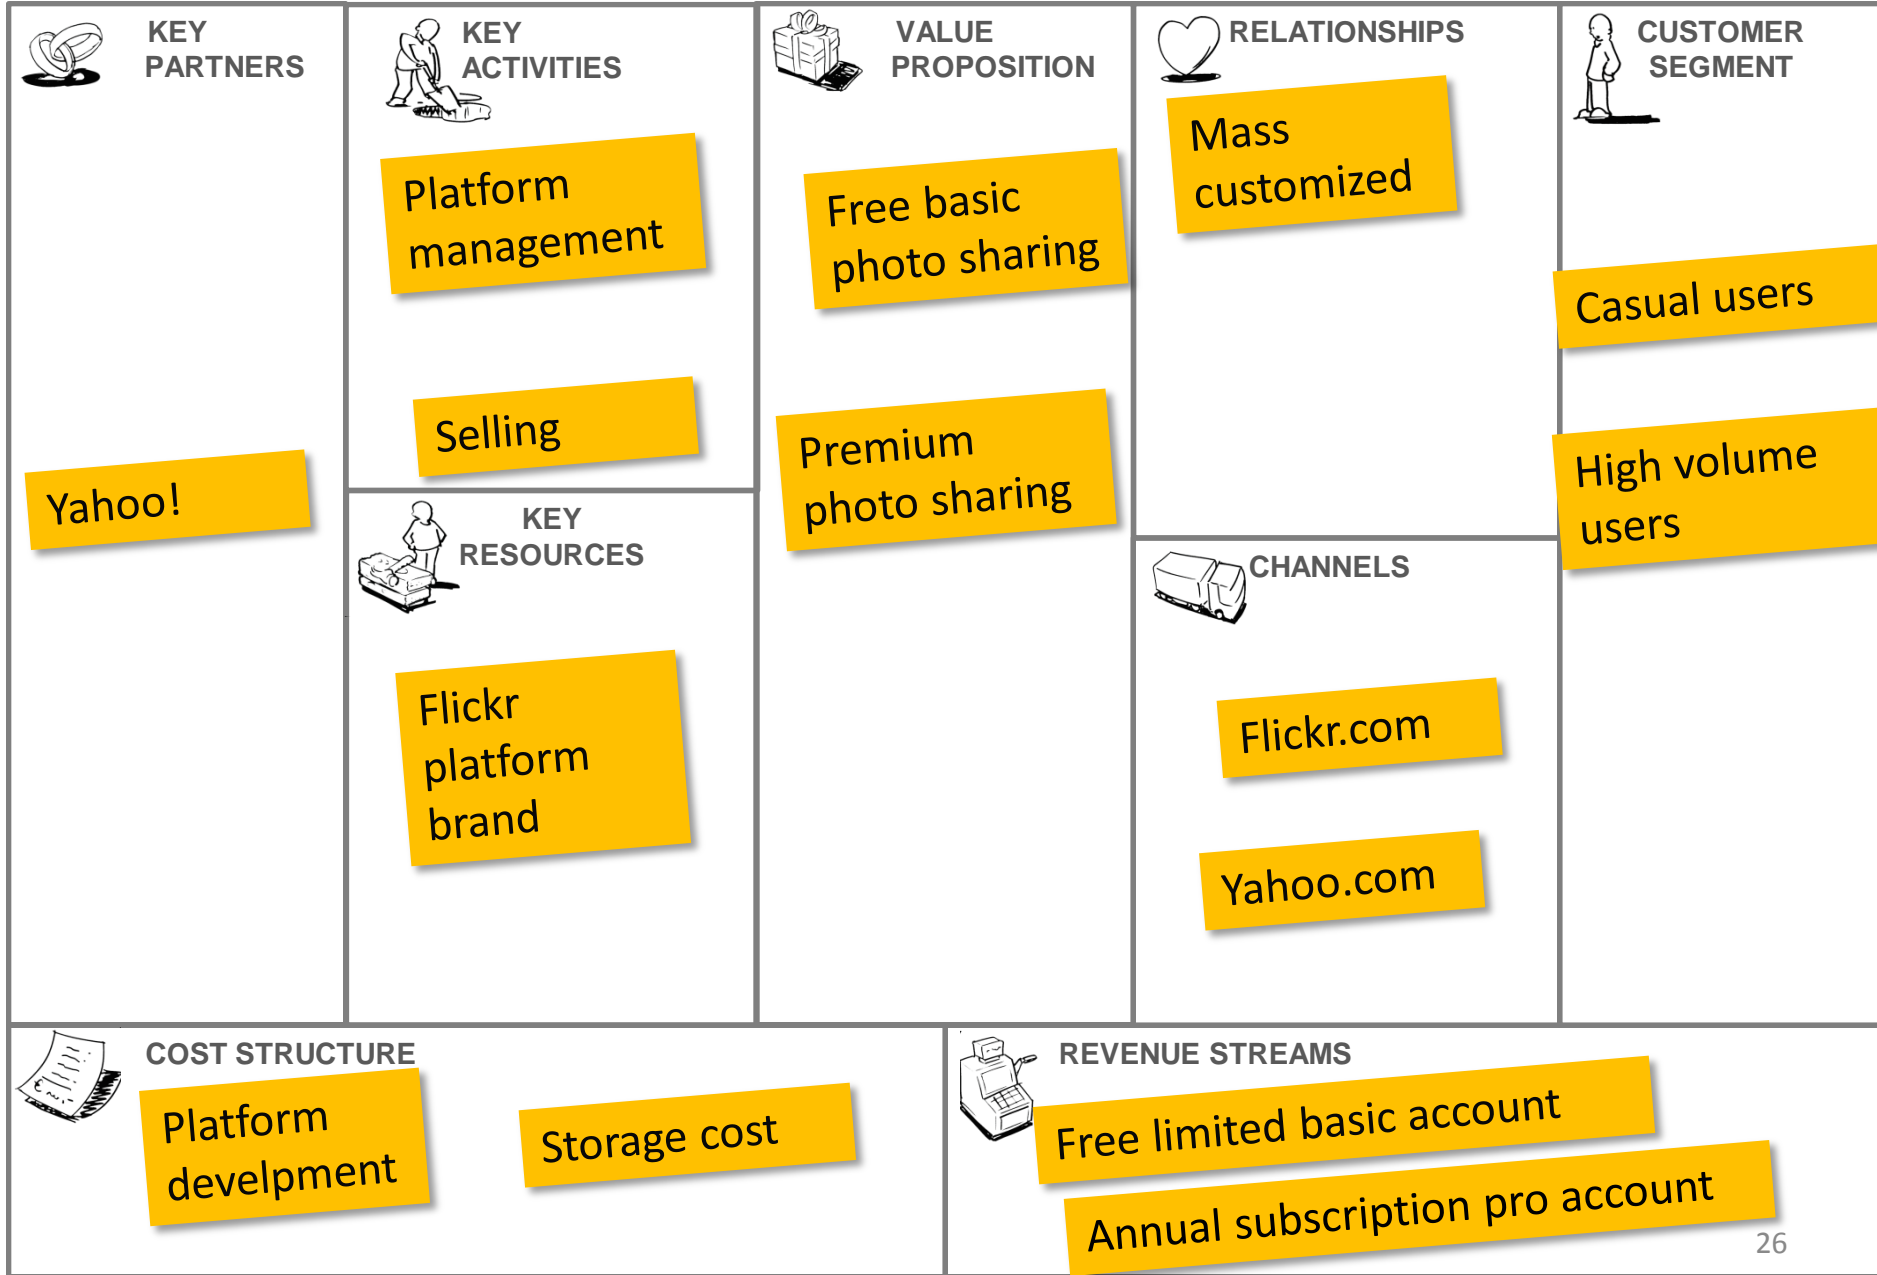 KEY
PARTNERS
Yahoo!
KEY
ACTIVITIES
Platform
management
Selling
KEY
RESOURCES
Flickr
platform
brand
VALUE
PROPOSITION
Free basic
photo sharing
Premium
photo sharing
RELATIONSHIPS
Mass
customized
CHANNELS
Flickr.com
Yahoo.com
CUSTOMER
SEGMENT
Casual users
High volume
users
COST STRUCTURE
Platform
develpment
Storage cost
REVENUE STREAMS
Free limited basic account
Annual subscription pro account
26